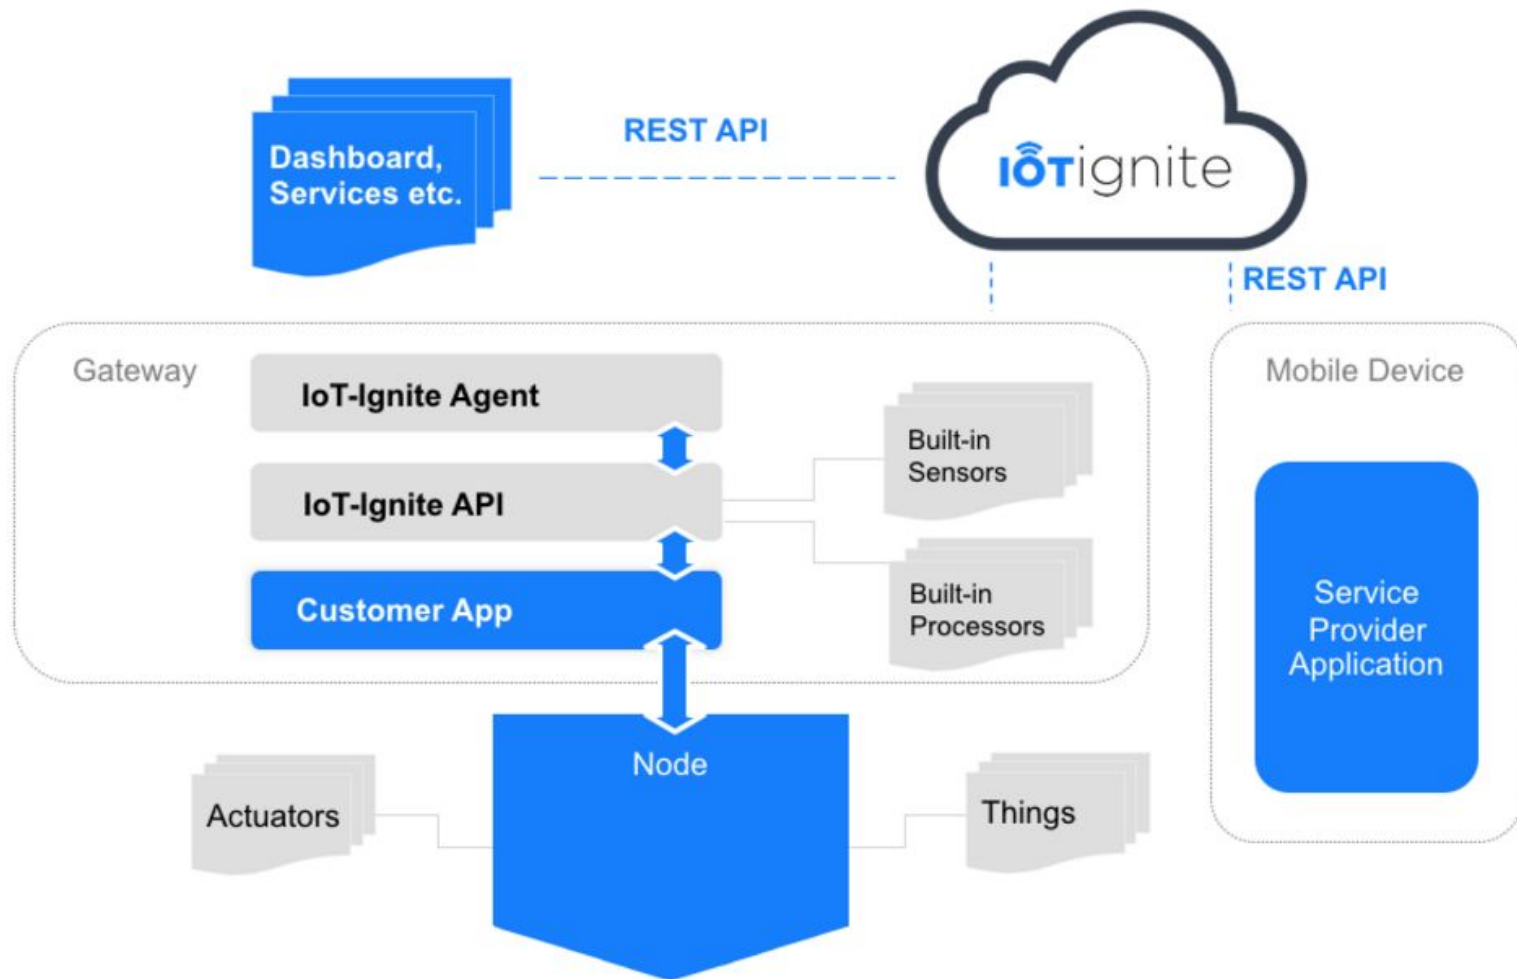 REST API
Dashboard,
Services etc.
IOTignite
REST API
Gateway
IoT-Ignite Agent
IoT-Ignite API
Customer App
Built-in
Sensors
Built-in
Processors
Mobile Device
Service
Provider
Application
Node
Actuators
Things